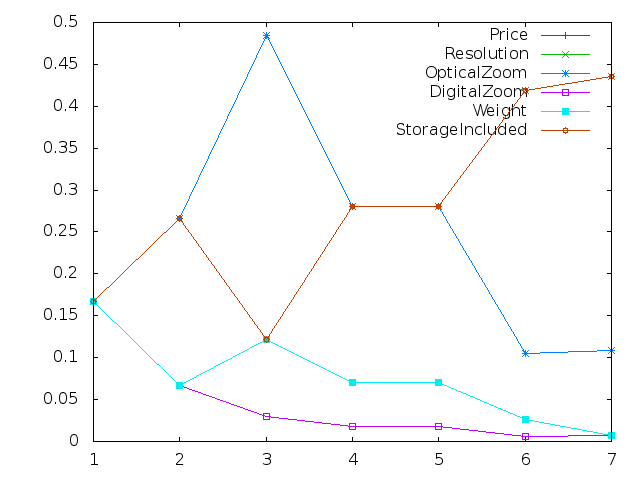 0.5
Price
Resolution
0.45
OpticalZoom
DigitalZoom
0.4
Weight
StorageIncluded
0.35
0.3
0.25
0.2
0.15
0.1
0.05
0
1 2 3 4 5 6 7